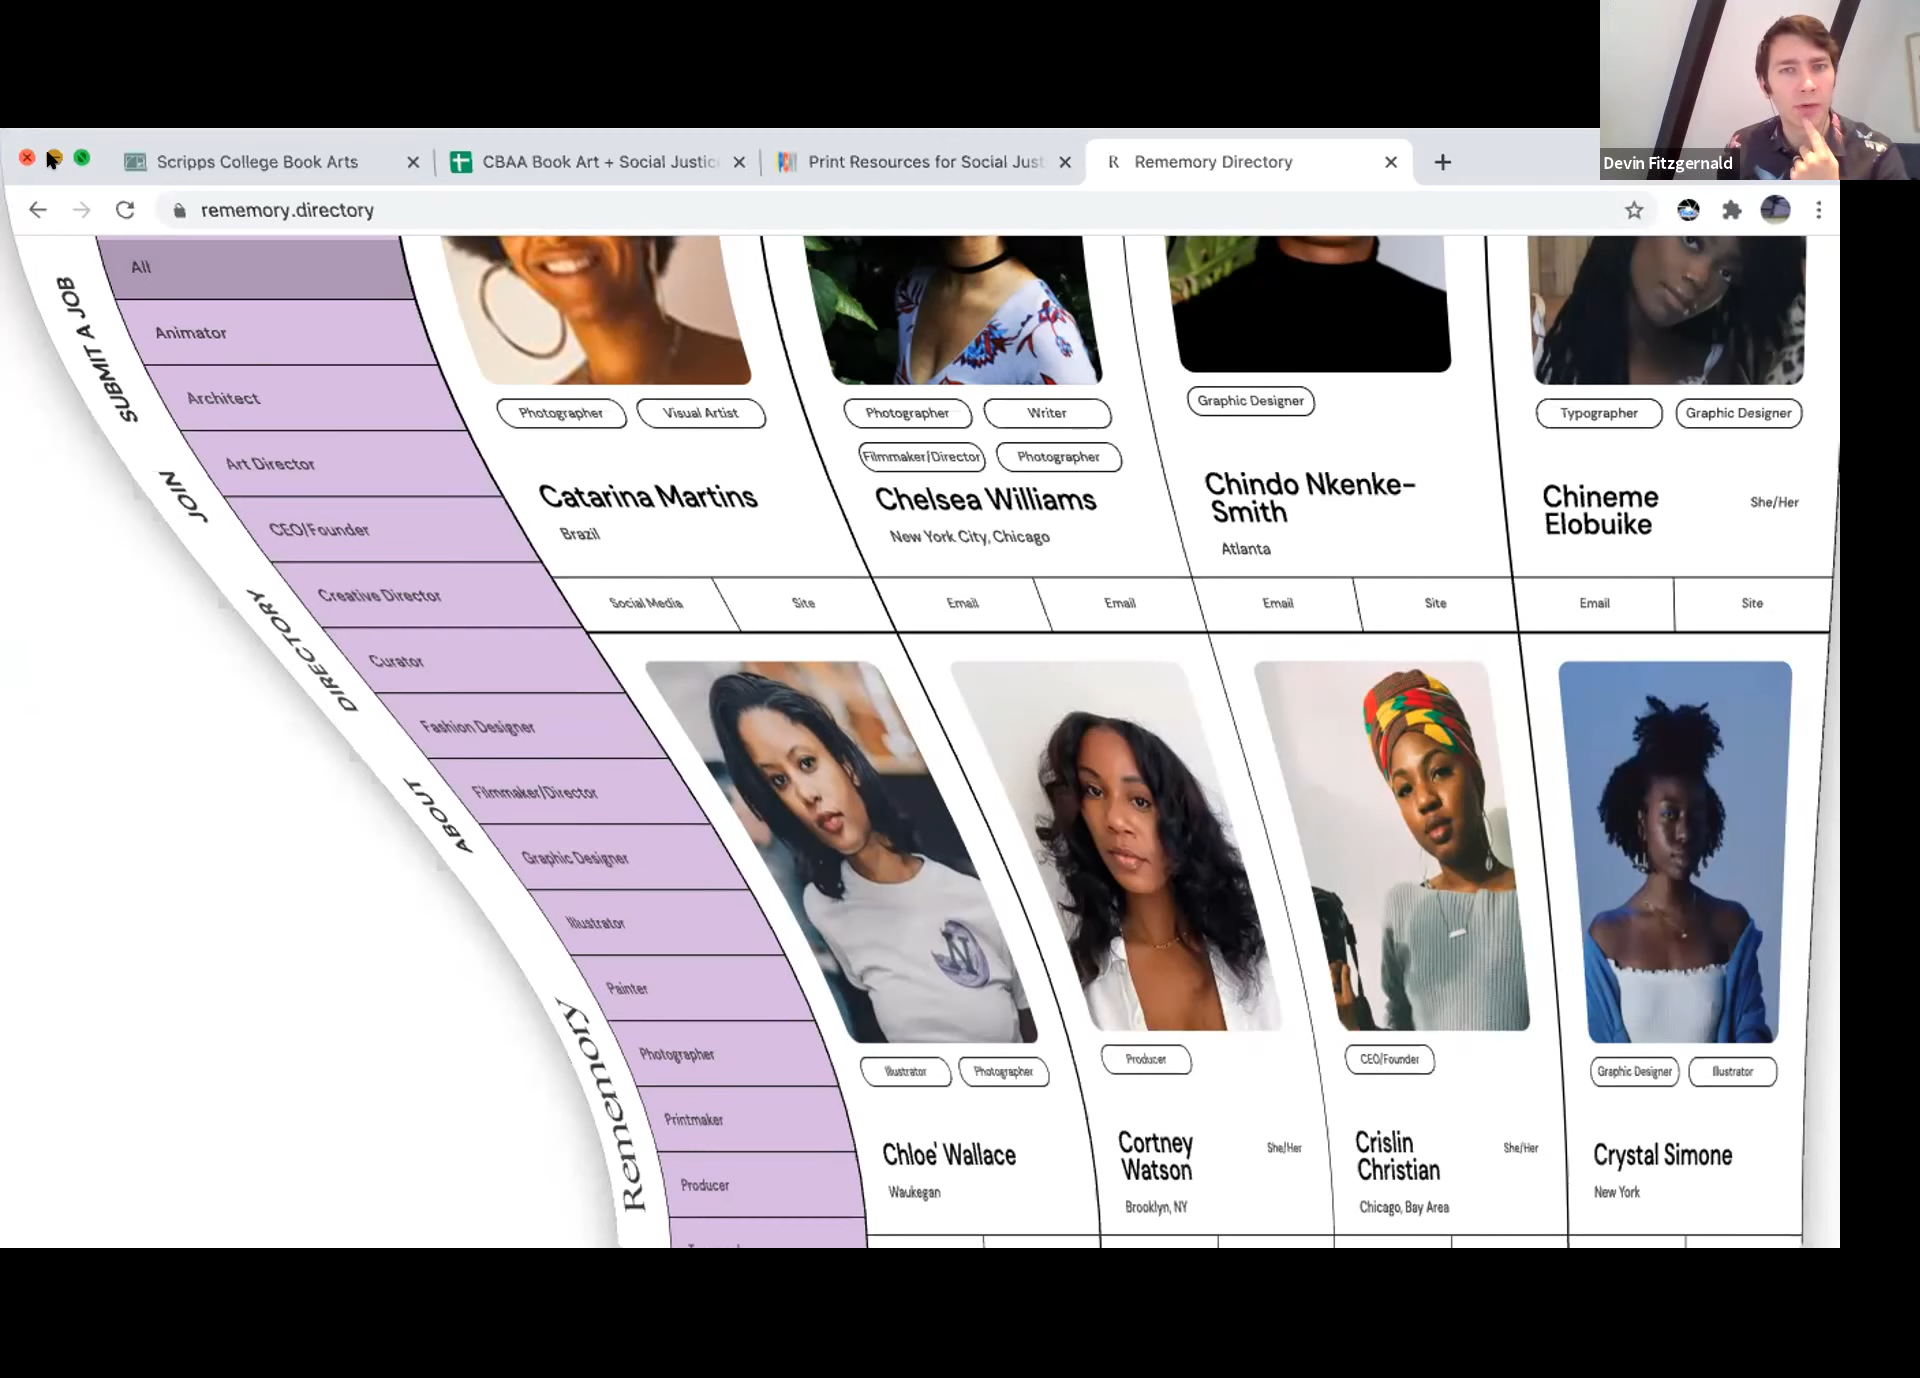 Devin Fitzgernald
Scripps College Book Arts
CBAA Book Art + Social Justic
Print Resources for Social Just
R Rememory Directory
rememory.directory
SUBMIT A JOB
JOIN
DIRECTORY
ABOUT
Rememory
All
Animator
Architect
Art Director
CEO/Founder
Creative Director
Curator
Fashion Designer
Filmmaker/Director
Graphic Designer
Illustrator
Painter
Photographer
Printmaker
Producer
Photographer Visual Artist
Catarina Martins
Brazil
Social Media Site
Photographer Writer
Filmmaker/Director Photographer
Chelsea Williams
New York City, Chicago
Email Email
Graphic Designer
Chindo Nkenke-
Smith
Atlanta
Email Site
Typographer Graphic Designer
Chineme
Elobuike
She/Her
Email Site
N
Illustrator Photographer
Chloe' Wallace
Waukegan
Producer
Cortney
Watson
She/Her
Brooklyn, NY
CEO/Founder
Crislin
Christian
She/Her
Chicago, Bay Area
Graphic Designer Illustrator
Crystal Simone
New York